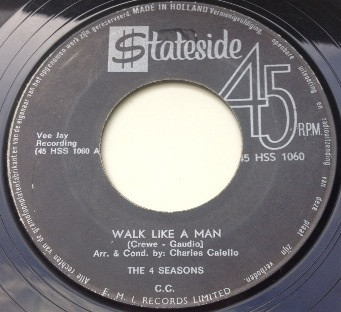 MADE IN HOLLAND
$tateside
45
R.P.M.
Vee Jay
Recording
(45 HSS 1060 A
45 HSS 1060
WALK LIKE A MAN
(Crewe - Gaudio)
Arr. & Cond. by: Charles Calello
THE 4 SEASONS
C.C.
E. M. I. RECORDS LIMITED